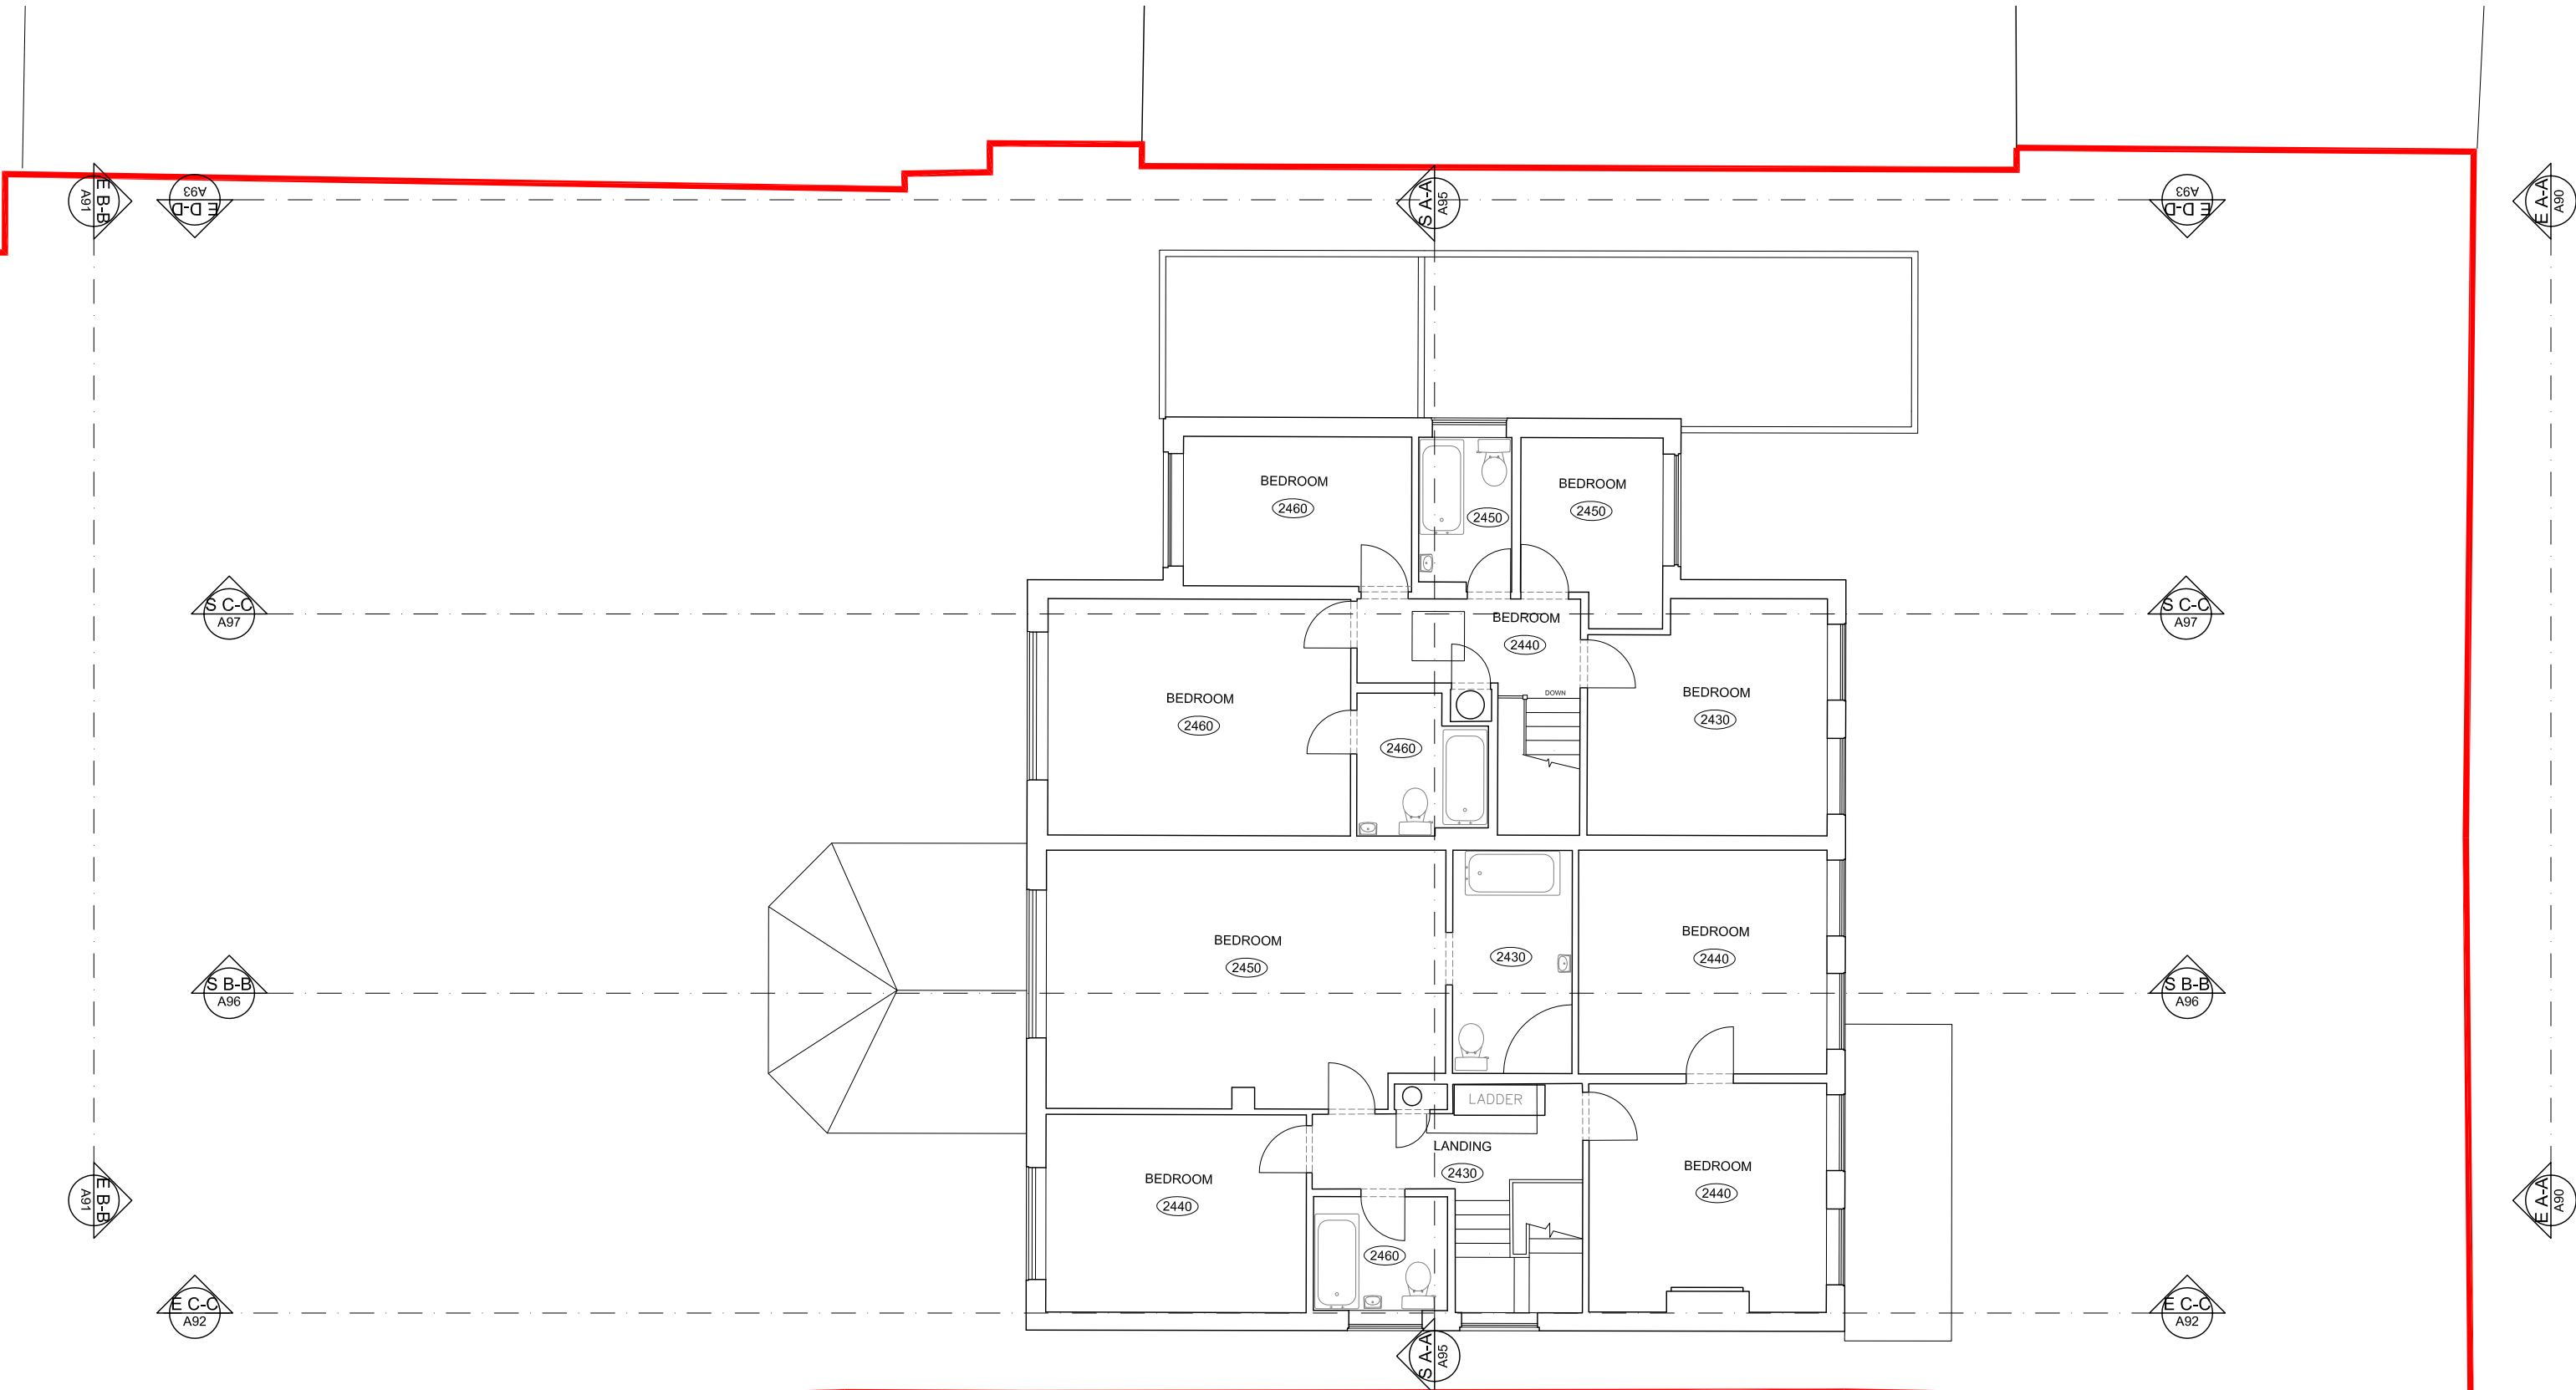 E B-B
A91
E D-D
A93
S A-A
A95
E D-D
A93
E A-A
A90
BEDROOM
2460
2450
BEDROOM
2450
S C-C
A97
BEDROOM
2440
S C-C
A97
DOWN
BEDROOM
2460
BEDROOM
2430
2460
BEDROOM
2450
2430
BEDROOM
2440
S B-B
A96
S B-B
A96
LADDER
LANDING
2430
BEDROOM
2440
BEDROOM
2440
E B-B
A91
E A-A
A90
2460
E C-C
A92
E C-C
A92
S A-A
A95